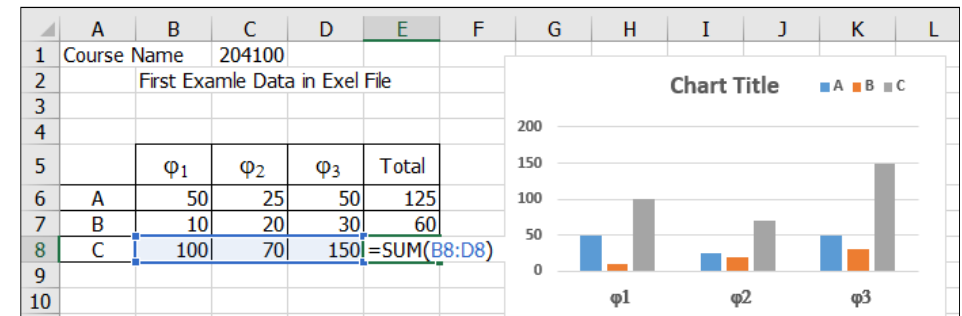 A B C D E F G H I J K L
1 Course Name 204100
2 First Examle Data in Exel File
3
4
5 φ1 φ2 φ3 Total
6 A 50 25 50 125
7 B 10 20 30 60
8 C 100 70 150 =SUM(B8:D8)
9
10
Chart Title A B C
200
150
100
50
0
φ1 φ2 φ3